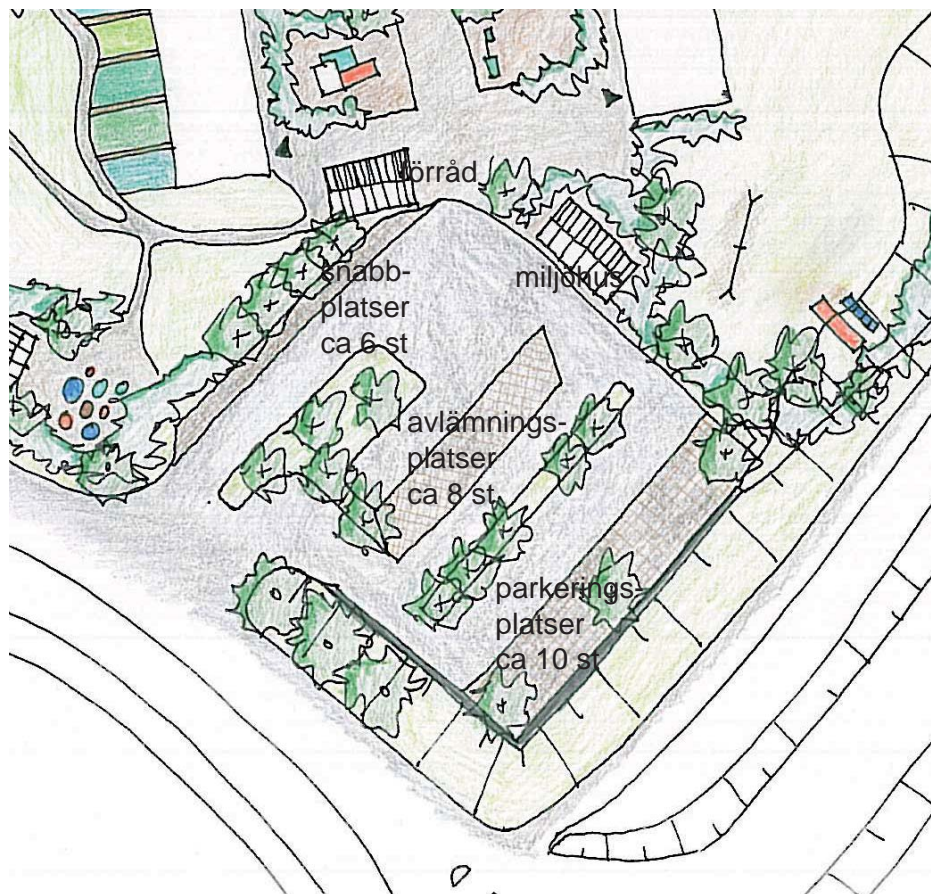 förråd
miljöhus
snabb-
platser
ca 6 st
avlämnings-
platser
ca 8 st
parkerings-
platser
ca 10 st